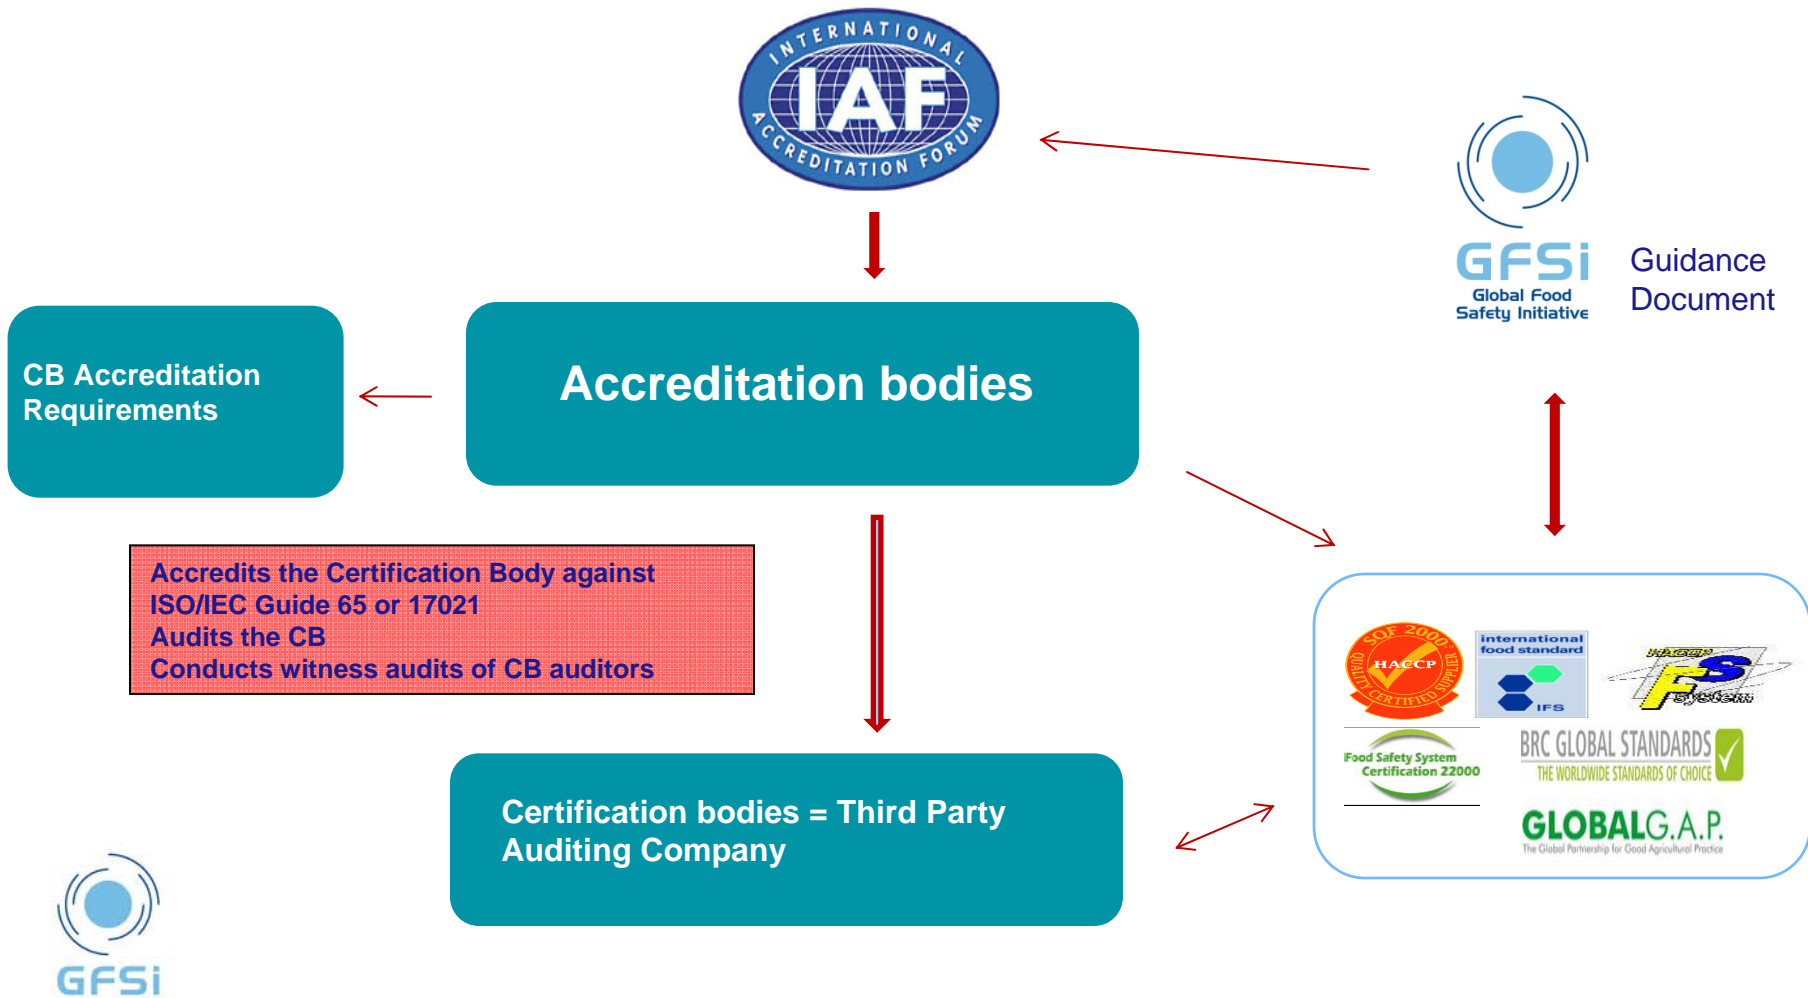 INTERNATIONAL
IAF
ACCREDITATION FORUM
GFSi
Global Food
Safety Initiative
Guidance
Document
CB Accreditation
Requirements
Accreditation bodies
Accredits the Certification Body against
ISO/IEC Guide 65 or 17021
Audits the CB
Conducts witness audits of CB auditors
SQF 2000
HACCP
QUALITY CERTIFIED SUPPLIER
international
food standard
IFS
HACCP
FS
system
Food Safety System
Certification 22000
BRC GLOBAL STANDARDS
THE WORLDWIDE STANDARDS OF CHOICE
GLOBALG.A.P.
The Global Partnership for Good Agricultural Practice
Certification bodies = Third Party
Auditing Company
GFSi